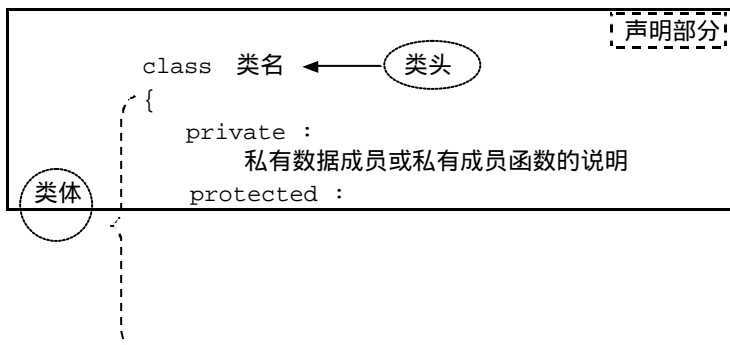 声明部分
class 类名 类头
{
private :
私有数据成员或私有成员函数的说明
类体
protected :